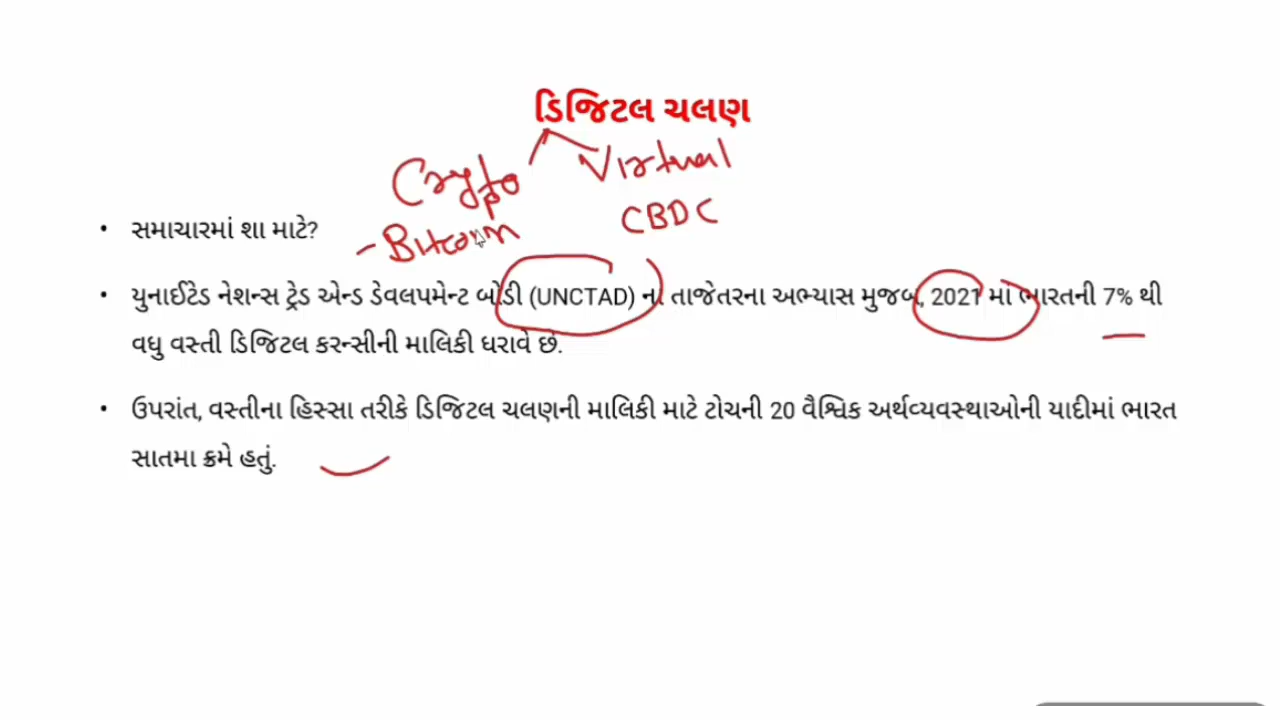 ડિજિટલ ચલણ
Crypto Virtual
- Bitcoin CBDC
• સમાચારમાં શા માટે?
• યુનાઈટેડ નેશન્સ ટ્રેડ એન્ડ ડેવલપમેન્ટ બોડી (UNCTAD) ના તાજેતરના અભ્યાસ મુજબ, 2021 માં ભારતની 7% થી
વધુ વસ્તી ડિજિટલ કરન્સીની માલિકી ધરાવે છે.
• ઉપરાંત, વસ્તીના હિસ્સા તરીકે ડિજિટલ ચલણની માલિકી માટે ટોચની 20 વૈશ્વિક અર્થવ્યવસ્થાઓની યાદીમાં ભારત
સાતમા ક્રમે હતું.